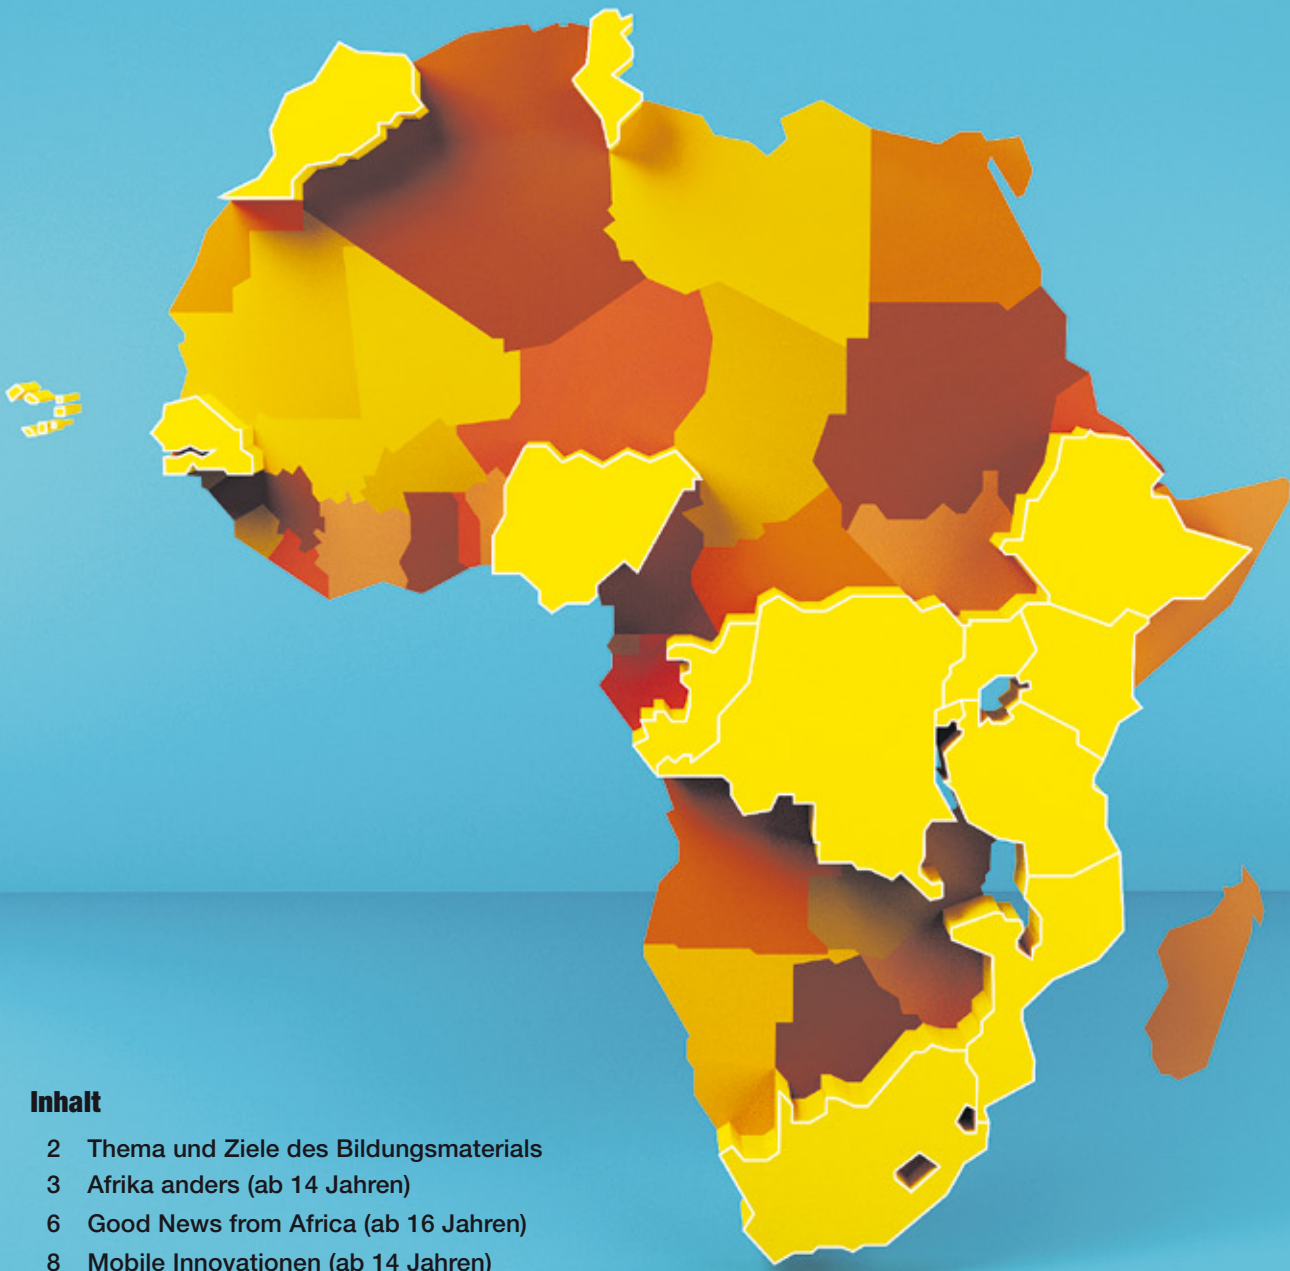 Inhalt
2 Thema und Ziele des Bildungsmaterials
3 Afrika anders (ab 14 Jahren)
6 Good News from Africa (ab 16 Jahren)
8 Mobile Innovationen (ab 14 Jahren)